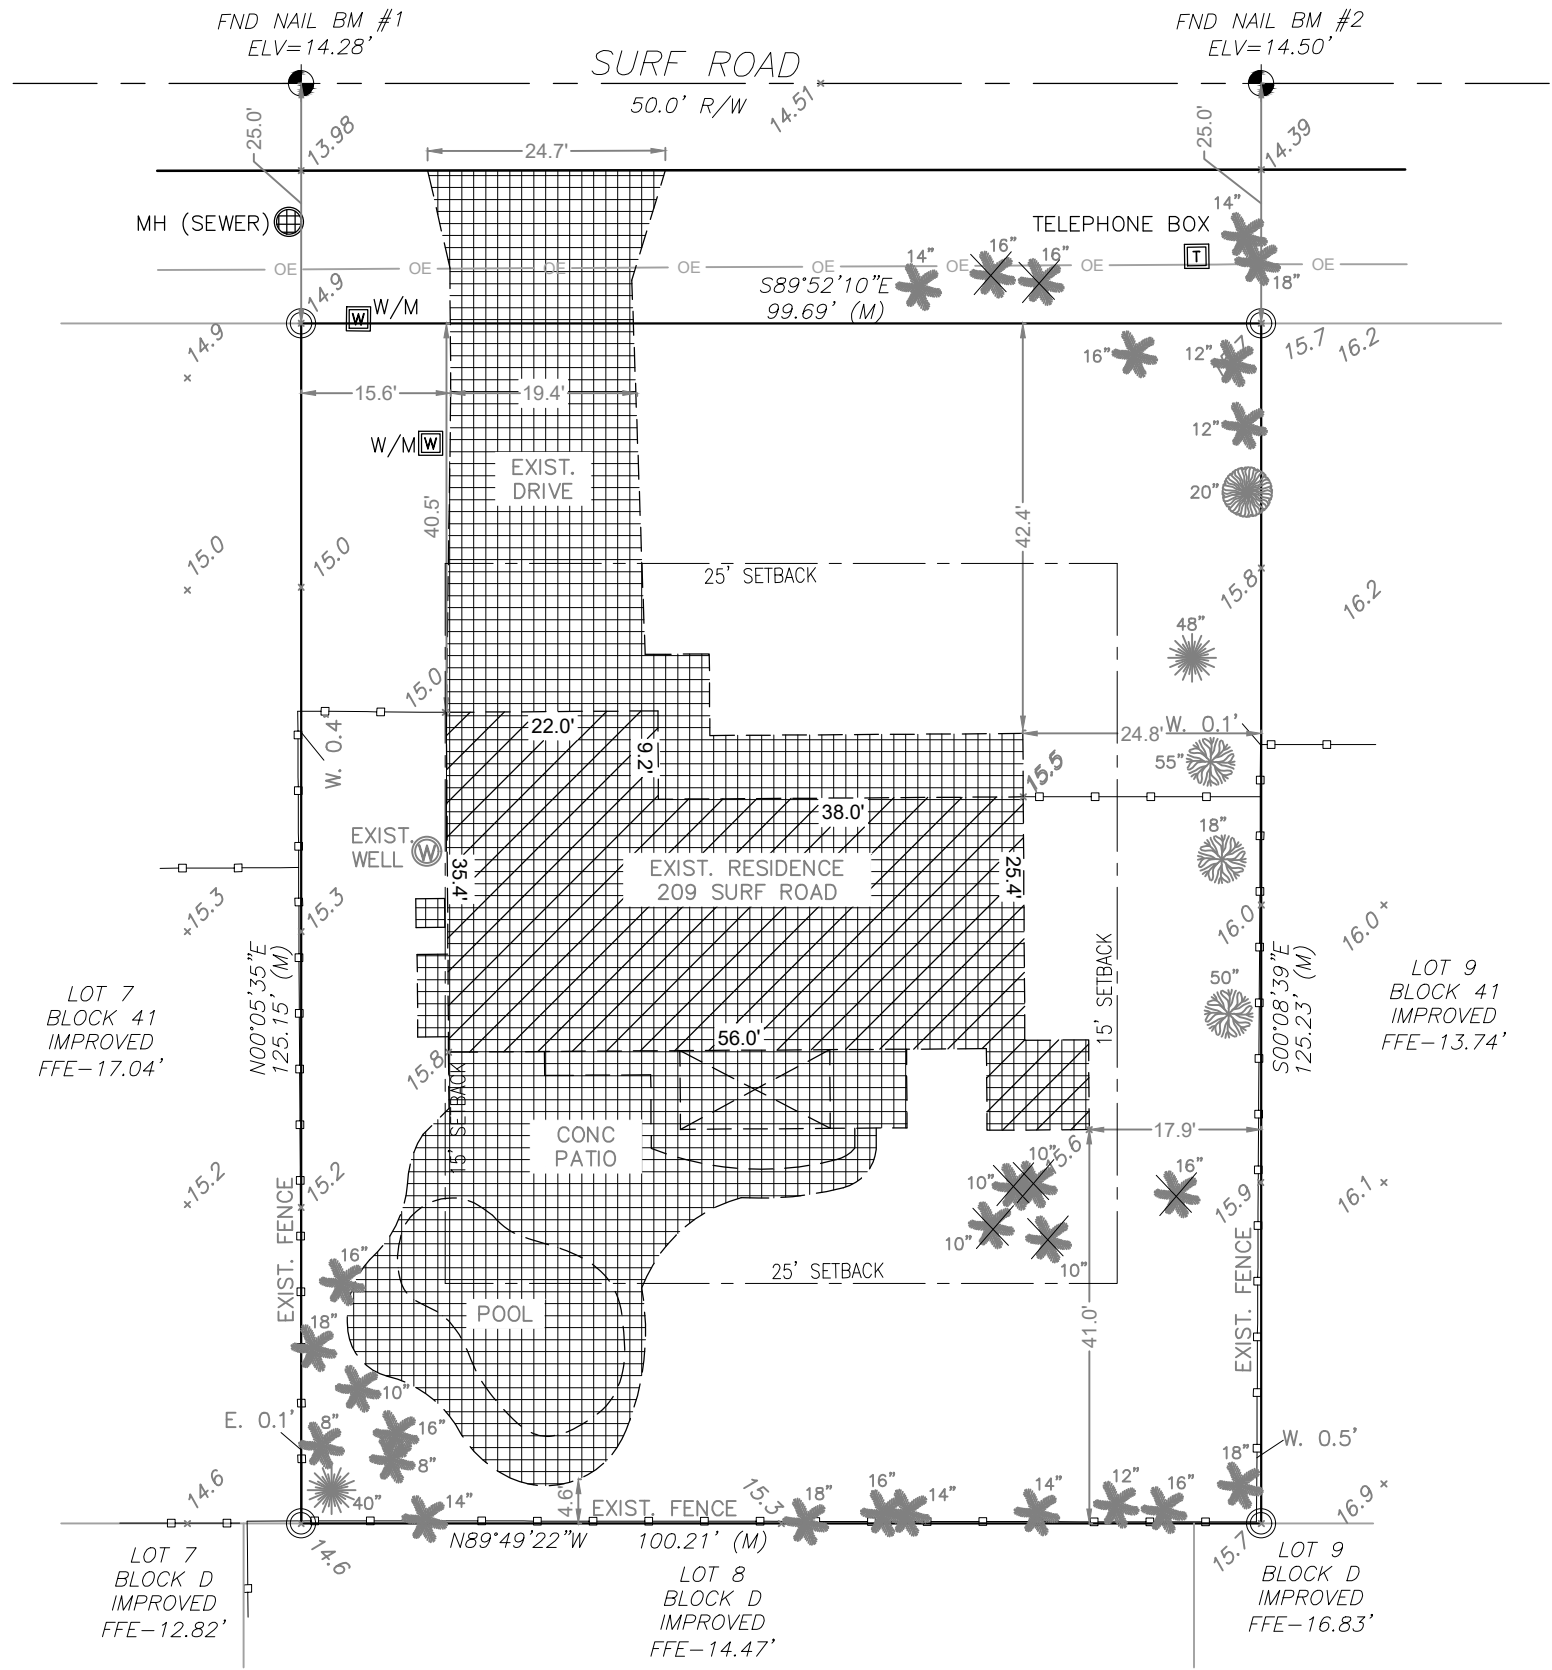 FND NAIL BM #1
ELV=14.28'
FND NAIL BM #2
ELV=14.50'
SURF ROAD
50.0' R/W
14.51
25.0'
13.98
24.7'
25.0'
14.39
MH (SEWER)
TELEPHONE BOX
T
14"
18"
14"
16"
16"
OE
OE
OE
OE
OE
OE
OE
OE
S89°52'10"E
99.69' (M)
14.9
W/M
W
14.9
15.7
16.2
16"
12"
15.6'
19.4'
12"
W/M
W
EXIST.
DRIVE
20"
40.5'
42.4'
15.0
15.0
25' SETBACK
15.8
16.2
48"
15.0
W. 0.4'
22.0'
9.2'
24.8'
W. 0.1'
55"
15.5
38.0'
18"
EXIST.
WELL
W
35.4'
EXIST. RESIDENCE
209 SURF ROAD
25.4'
15.3
15.3
16.0
16.0
N00°05'35"E
125.15' (M)
S00°08'39"E
125.23' (M)
15' SETBACK
50"
LOT 7
BLOCK 41
IMPROVED
FFE-17.04'
LOT 9
BLOCK 41
IMPROVED
FFE-13.74'
56.0'
15.8
15' SETBACK
CONC
PATIO
17.9'
15.6
15.2
15.2
10"
10"
10"
10"
16"
15.9
16.1
EXIST. FENCE
EXIST. FENCE
16"
25' SETBACK
POOL
41.0'
18"
10"
E. 0.1'
8"
16"
8"
40"
14"
W. 0.5'
18"
14.6
4.6'
EXIST. FENCE
15.3
18"
16"
14"
14"
12"
16"
16.9
N89°49'22"W
100.21' (M)
14.6
15.7
LOT 7
BLOCK D
IMPROVED
FFE-12.82'
LOT 8
BLOCK D
IMPROVED
FFE-14.47'
LOT 9
BLOCK D
IMPROVED
FFE-16.83'